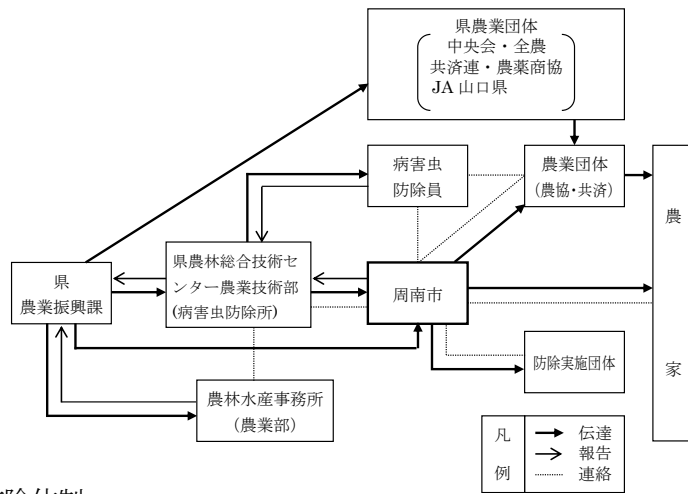 県農業団体
中央会・全農
共済連・農薬商協
JA山口県
病害虫
防除員
農業団体
(農協・共済)
農
家
県
農業振興課
県農林総合技術セ
ンター農業技術部
(病害虫防除所)
周南市
防除実施団体
農林水産事務所
(農業部)
凡
例
伝達
報告
連絡